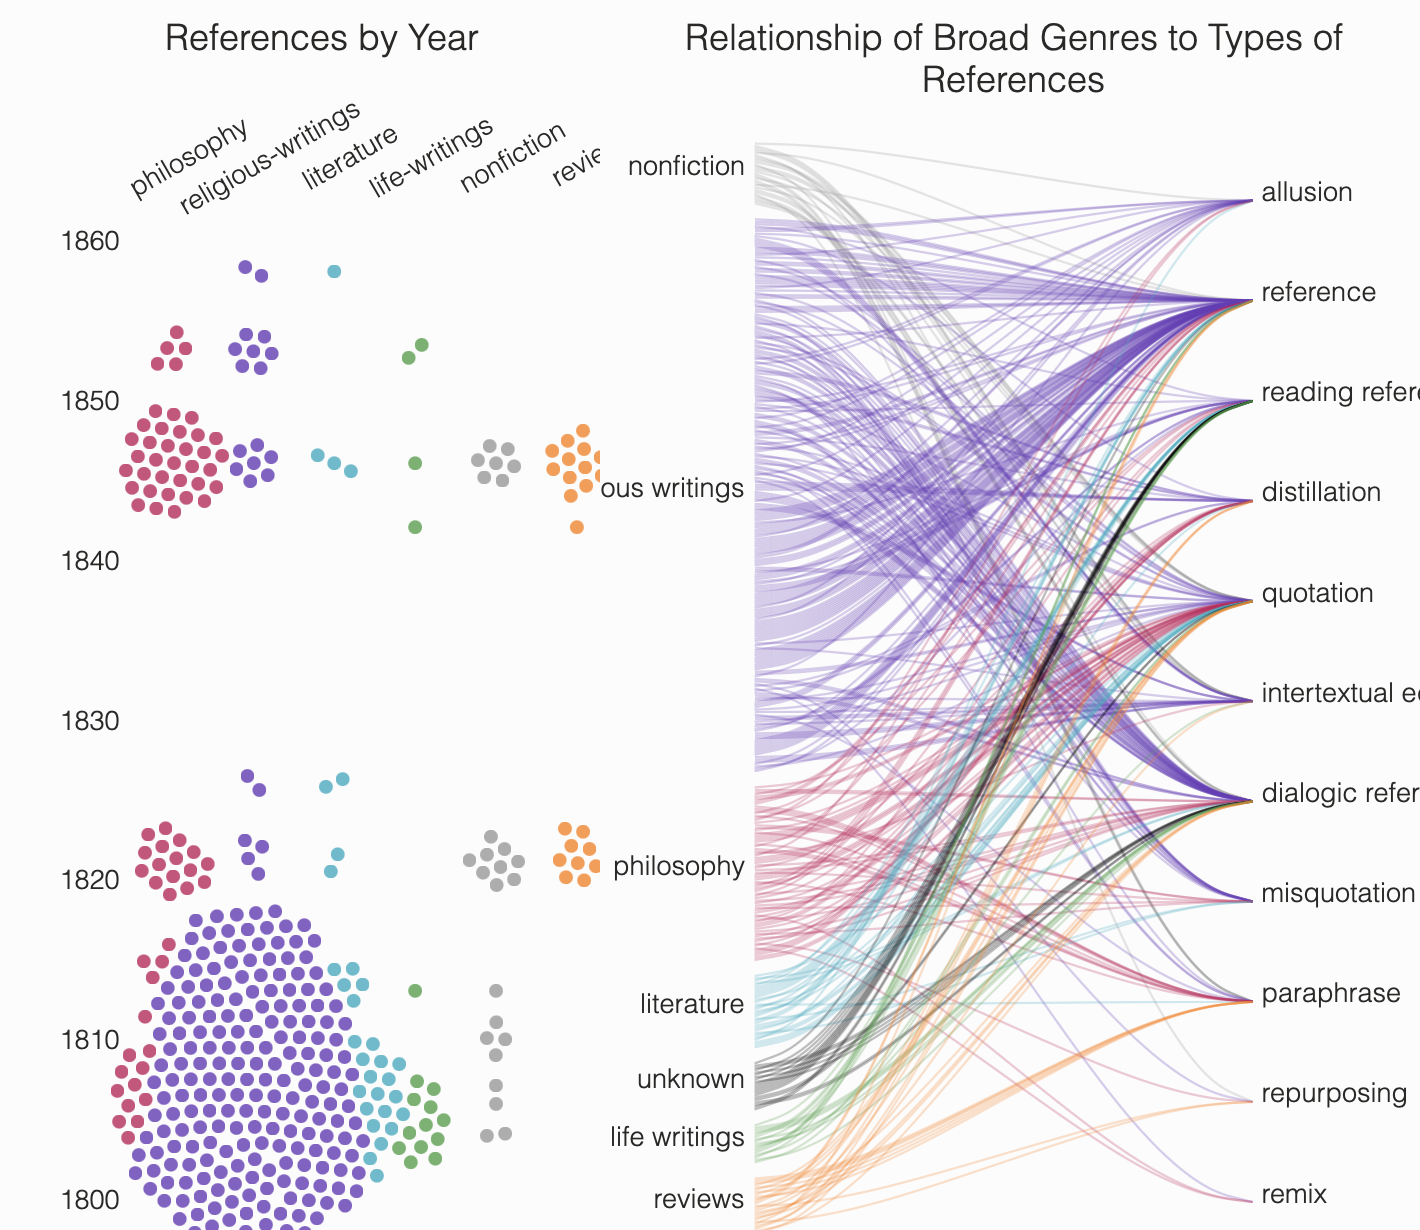 References by Year
philosophy
religious-writings
literature
life-writings
nonfiction
revie
1860
1850
1840
1830
1820
1810
1800
Relationship of Broad Genres to Types of
References
nonfiction
ous writings
philosophy
literature
unknown
life writings
reviews
allusion
reference
reading refere
distillation
quotation
intertextual e
dialogic refer
misquotation
paraphrase
repurposing
remix